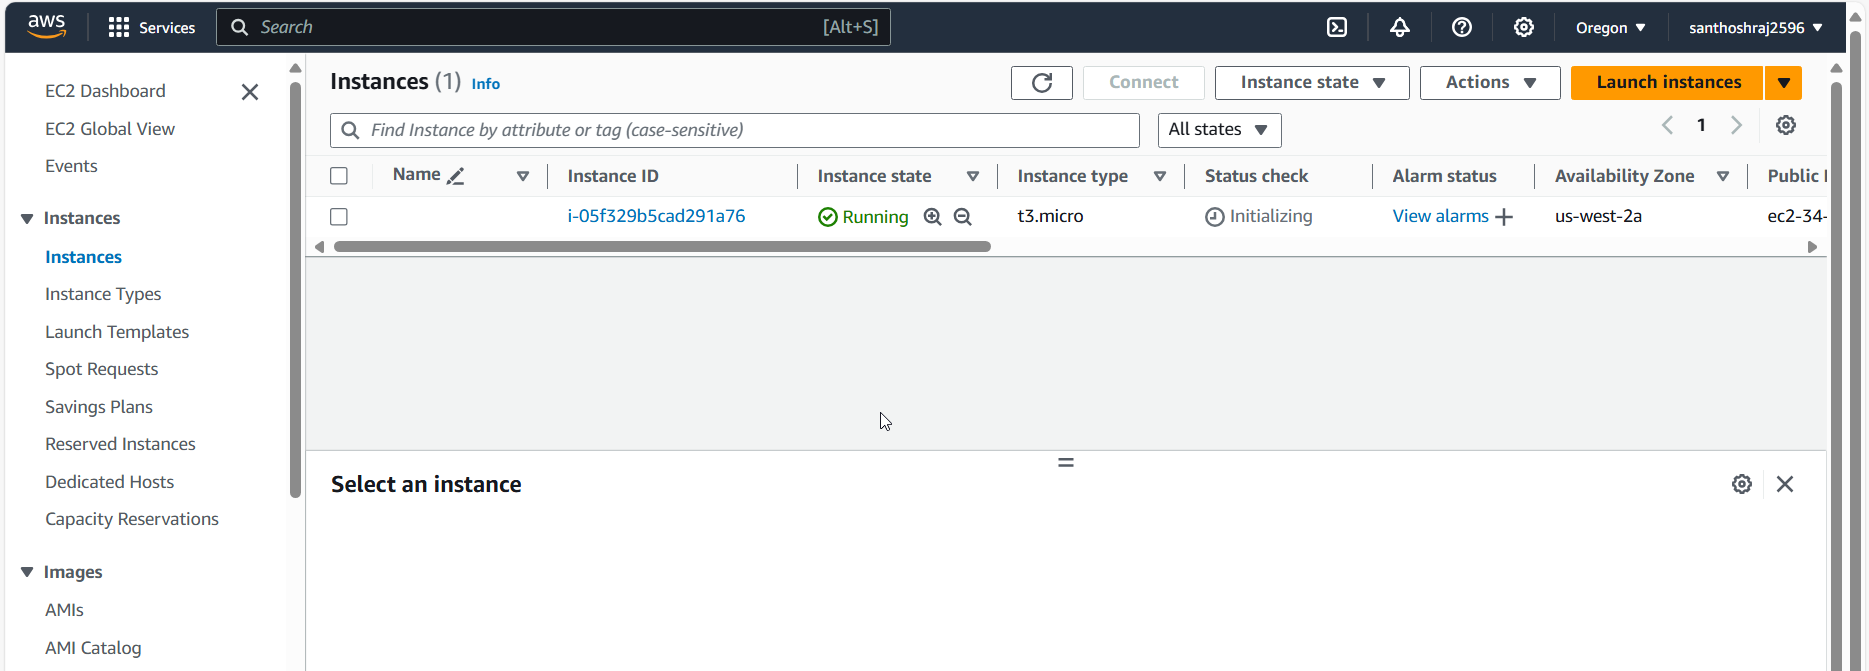 aws
Services
Search [Alt+S]
Oregon
santhoshraj2596
EC2 Dashboard
EC2 Global View
Events
Instances
Instances
Instance Types
Launch Templates
Spot Requests
Savings Plans
Reserved Instances
Dedicated Hosts
Capacity Reservations
Images
AMIs
AMI Catalog
Instances (1) Info
Connect
Instance state
Actions
Launch instances
Find Instance by attribute or tag (case-sensitive)
All states
1
Name Instance ID Instance state Instance type Status check Alarm status Availability Zone Public
i-05f329b5cad291a76 Running t3.micro Initializing View alarms us-west-2a ec2-34-
Select an instance